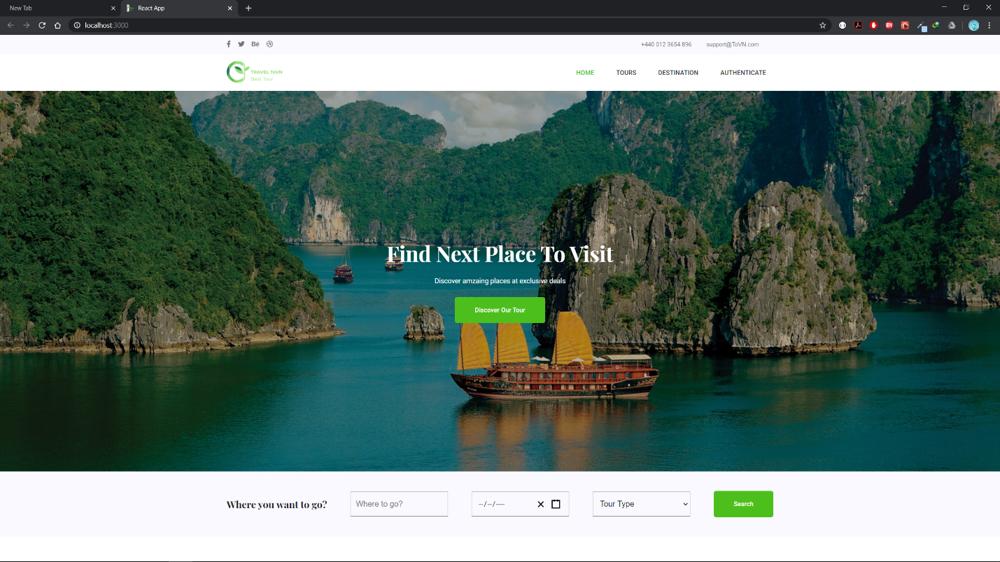 New Tab
React App
localhost:3000
+440 012 3654 896
support@ToVN.com
TRAVEL ToVN
Best Tour
HOME
TOURS
DESTINATION
AUTHENTICATE
Find Next Place To Visit
Discover amzaing places at exclusive deals
Discover Our Tour
Where you want to go?
Where to go?
--/--/----
Tour Type
Search